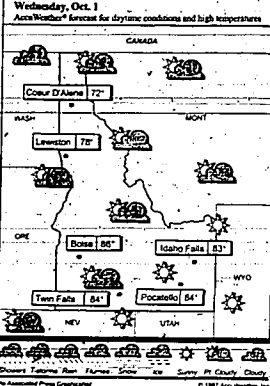 Wednesday, Oct. 1
AccuWeather® forecast for daytime conditions and high temperatures
CANADA
Coeur D'Alene 72°
WASH
MONT
Lewiston 78°
ORE
Boise 86°
Idaho Falls 83°
WYO
Twin Falls 84°
Pocatello 84°
NEV
UTAH
Showers T-storms Rain Flurries Snow Ice Sunny Pt Cloudy Cloudy
The Associated Press
© 1997 AccuWeather, Inc.